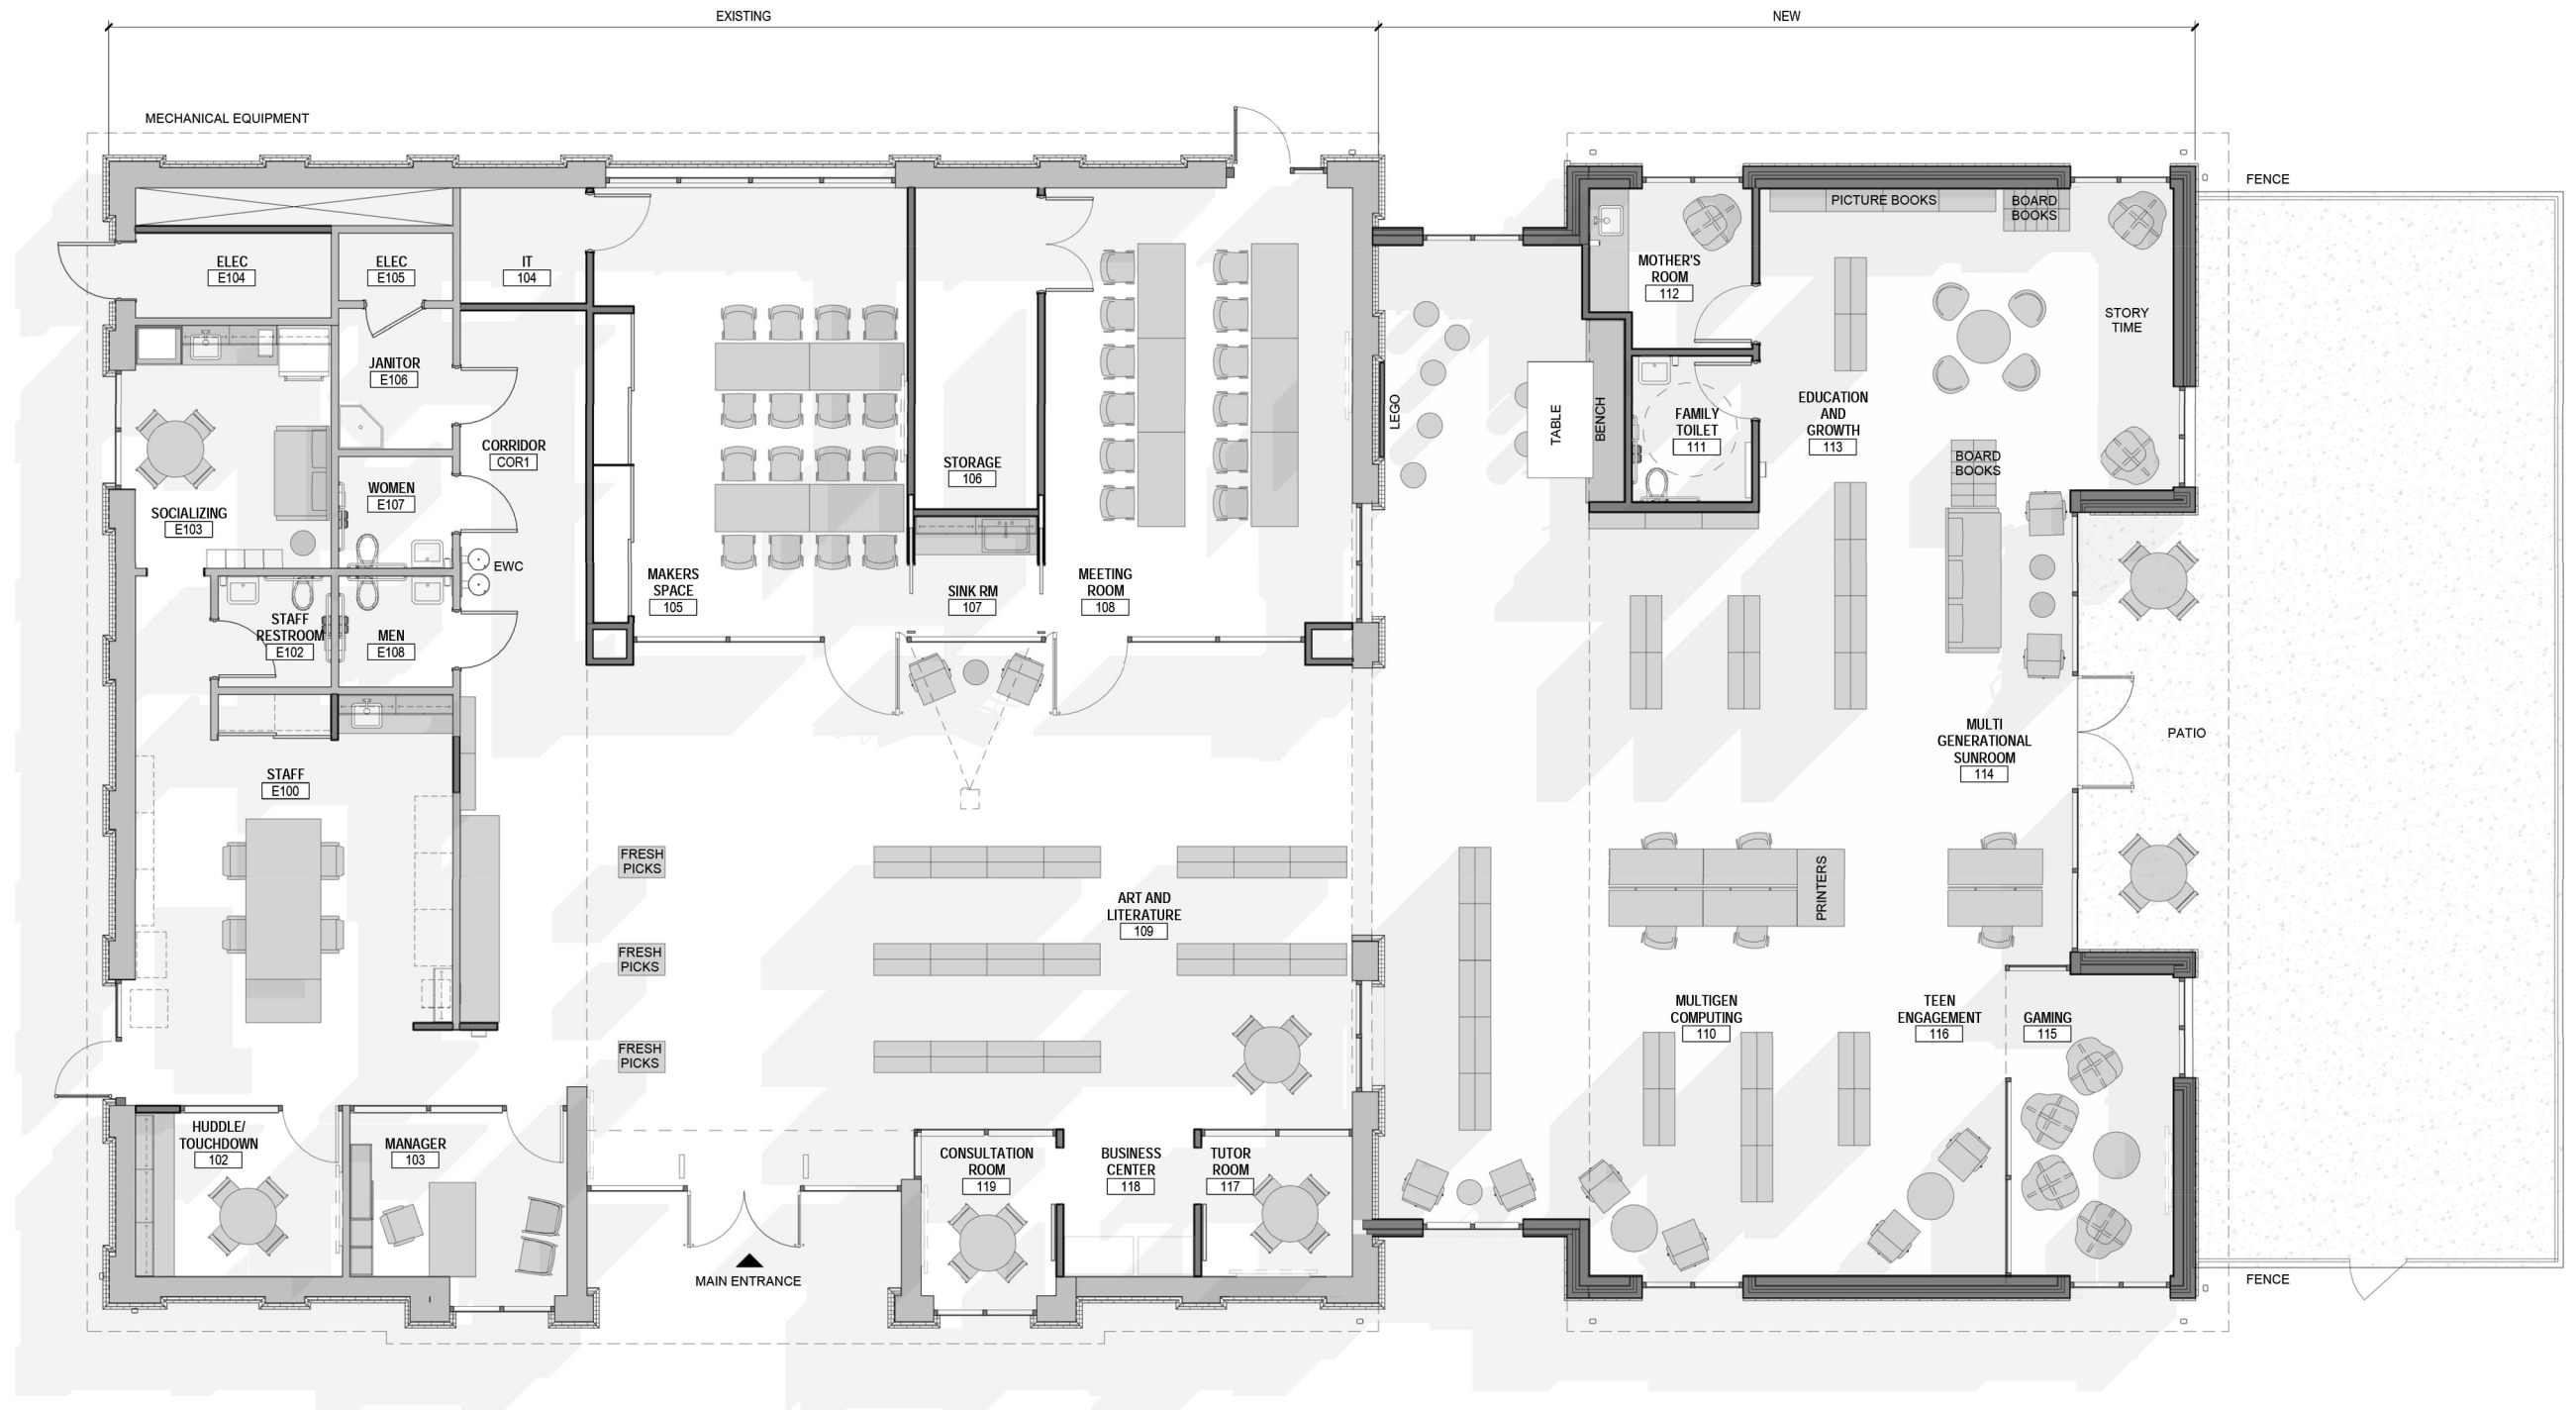 EXISTING
NEW
MECHANICAL EQUIPMENT
FENCE
PICTURE BOOKS
BOARD
BOOKS
ELEC
E104
ELEC
E105
IT
104
MOTHER'S
ROOM
112
STORY
TIME
JANITOR
E106
LEGO
TABLE
BENCH
FAMILY
TOILET
111
EDUCATION
AND
GROWTH
113
CORRIDOR
COR1
STORAGE
106
BOARD
BOOKS
WOMEN
E107
SOCIALIZING
E103
EWC
MAKERS
SPACE
105
SINK RM
107
MEETING
ROOM
108
STAFF
RESTROOM
E102
MEN
E108
MULTI
GENERATIONAL
SUNROOM
114
PATIO
STAFF
E100
FRESH
PICKS
PRINTERS
ART AND
LITERATURE
109
FRESH
PICKS
MULTIGEN
COMPUTING
110
TEEN
ENGAGEMENT
116
GAMING
115
FRESH
PICKS
HUDDLE/
TOUCHDOWN
102
MANAGER
103
CONSULTATION
ROOM
119
BUSINESS
CENTER
118
TUTOR
ROOM
117
MAIN ENTRANCE
FENCE